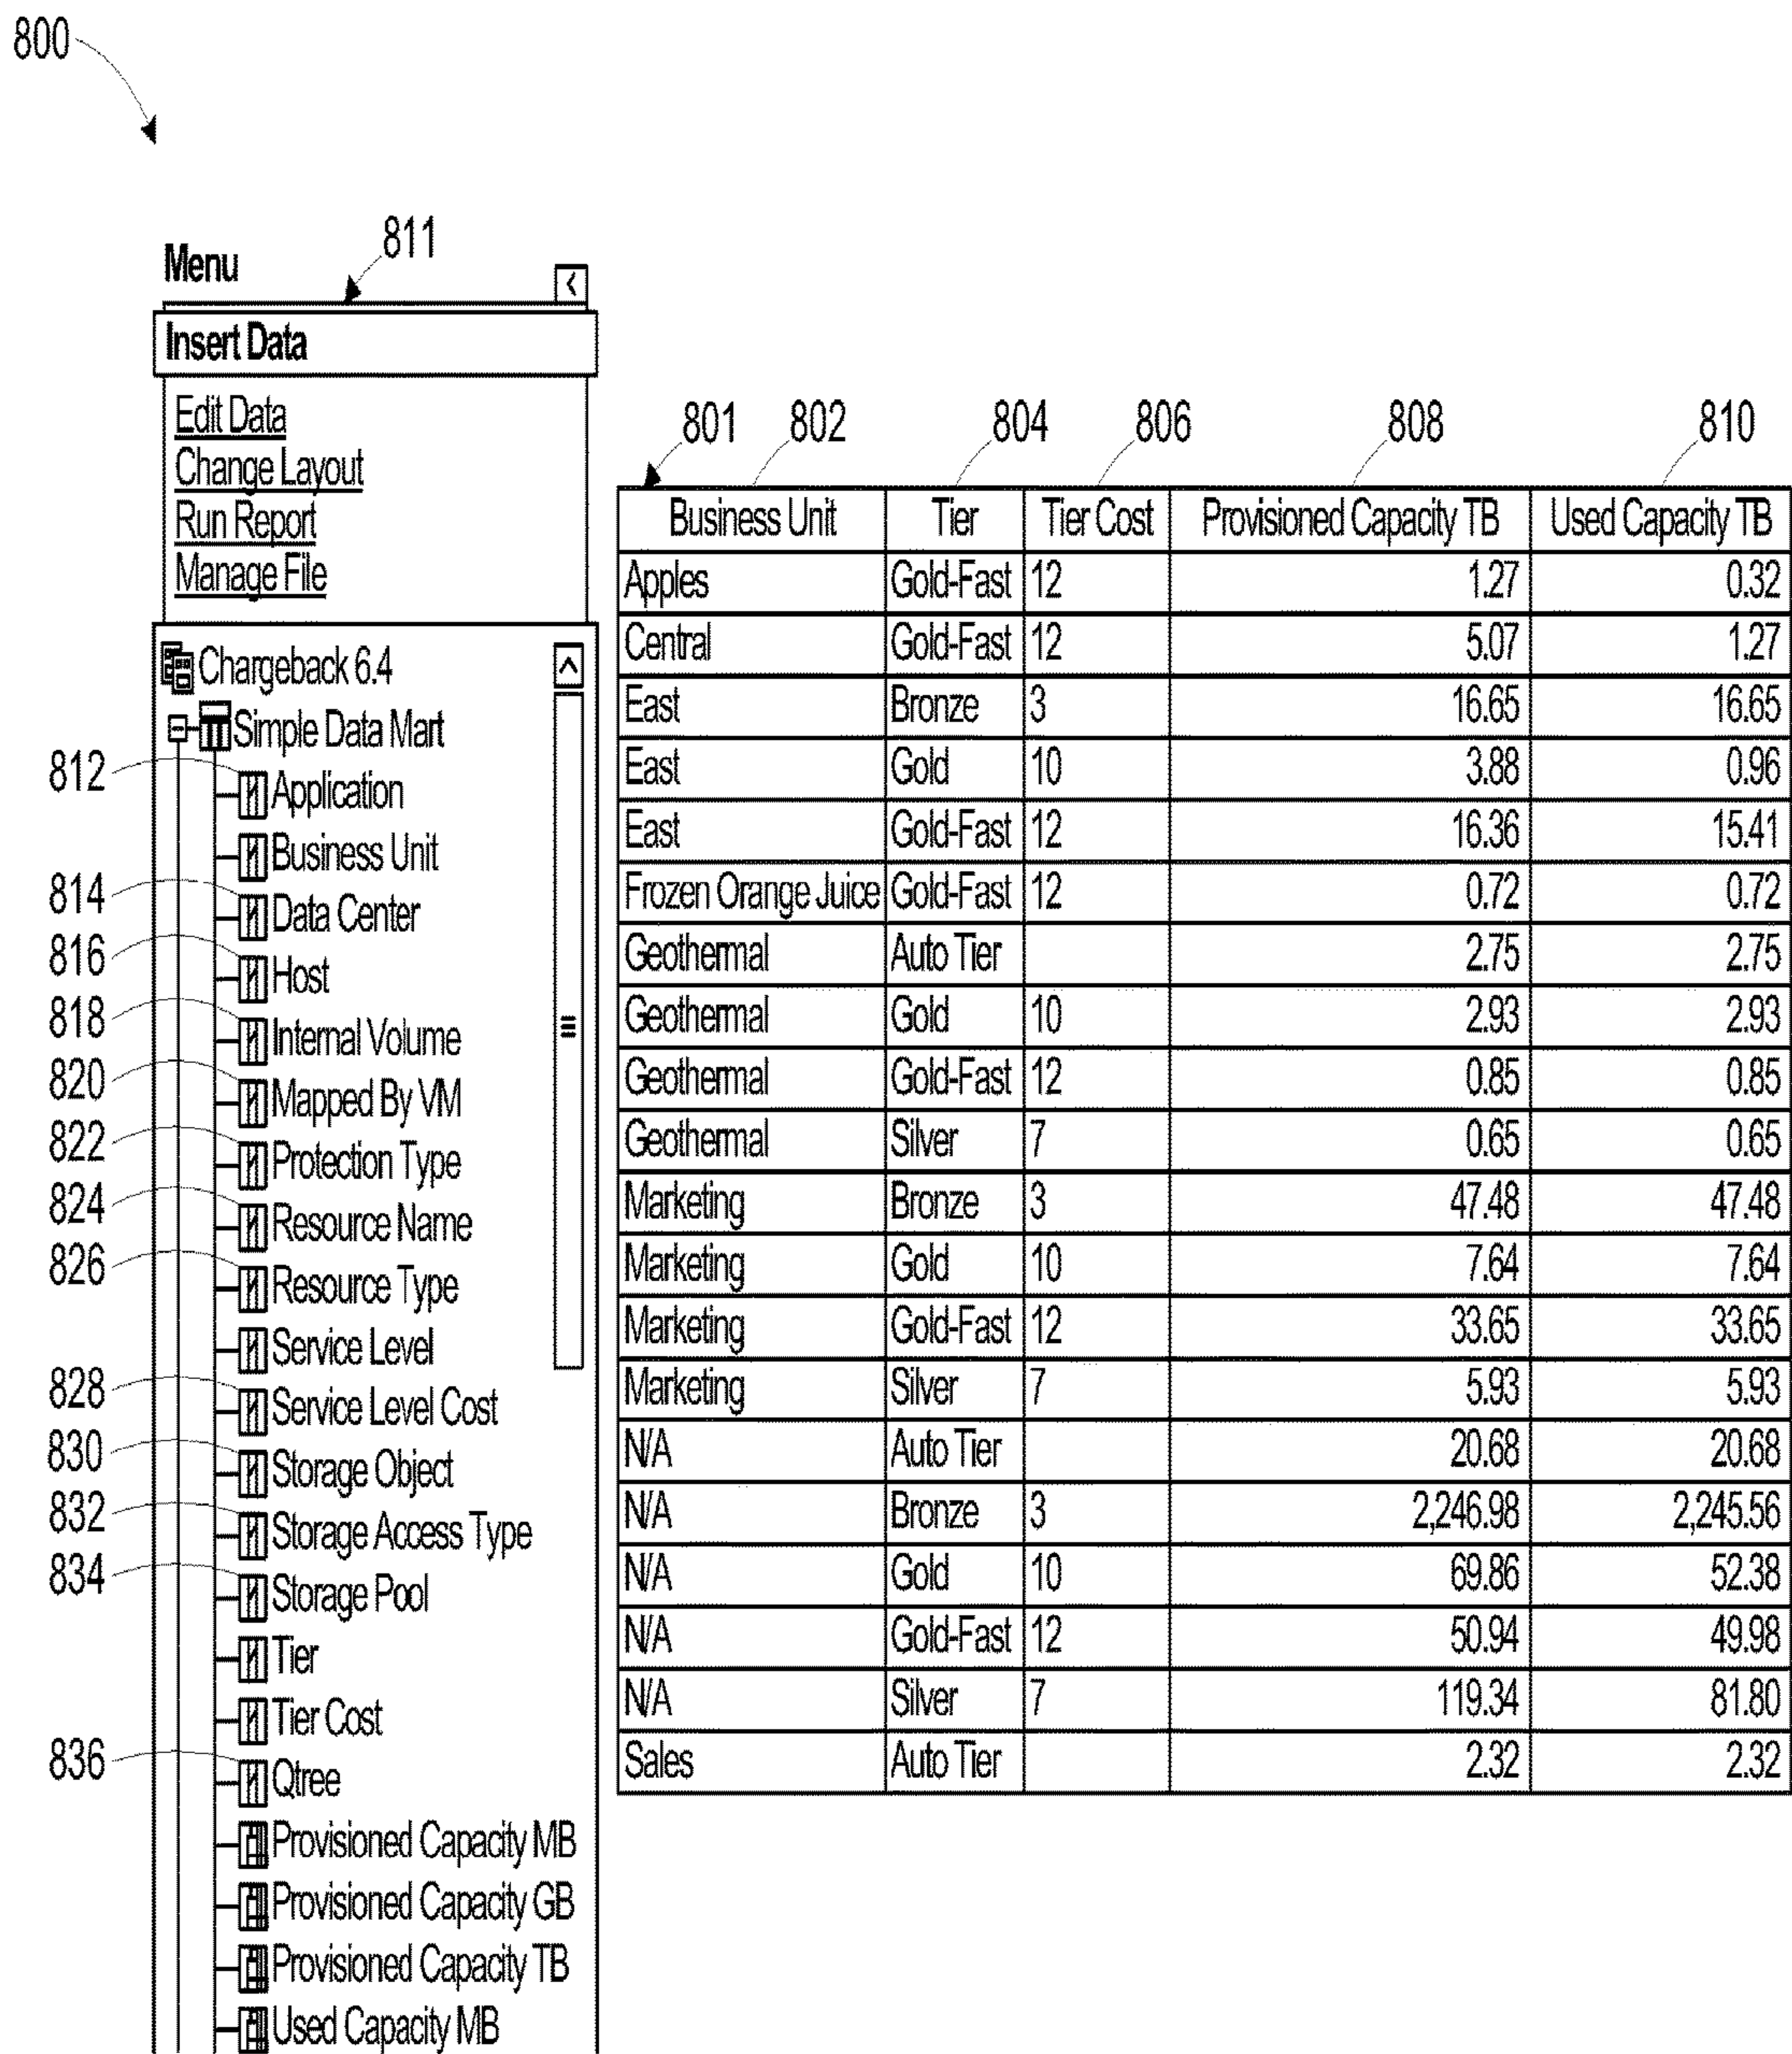 800
Menu
811
<
Insert Data
Edit Data
Change Layout
Run Report
Manage File
Chargeback 6.4
Simple Data Mart
812 Application
Business Unit
814 Data Center
816 Host
818 Internal Volume
820 Mapped By VM
822 Protection Type
824 Resource Name
826 Resource Type
Service Level
828 Service Level Cost
830 Storage Object
832 Storage Access Type
834 Storage Pool
Tier
Tier Cost
836 Qtree
Provisioned Capacity MB
Provisioned Capacity GB
Provisioned Capacity TB
Used Capacity MB
801 802 804 806 808 810
Business Unit Tier Tier Cost Provisioned Capacity TB Used Capacity TB
Apples Gold-Fast 12 1.27 0.32
Central Gold-Fast 12 5.07 1.27
East Bronze 3 16.65 16.65
East Gold 10 3.88 0.96
East Gold-Fast 12 16.36 15.41
Frozen Orange Juice Gold-Fast 12 0.72 0.72
Geothermal Auto Tier 2.75 2.75
Geothermal Gold 10 2.93 2.93
Geothermal Gold-Fast 12 0.85 0.85
Geothermal Silver 7 0.65 0.65
Marketing Bronze 3 47.48 47.48
Marketing Gold 10 7.64 7.64
Marketing Gold-Fast 12 33.65 33.65
Marketing Silver 7 5.93 5.93
N/A Auto Tier 20.68 20.68
N/A Bronze 3 2,246.98 2,245.56
N/A Gold 10 69.86 52.38
N/A Gold-Fast 12 50.94 49.98
N/A Silver 7 119.34 81.80
Sales Auto Tier 2.32 2.32